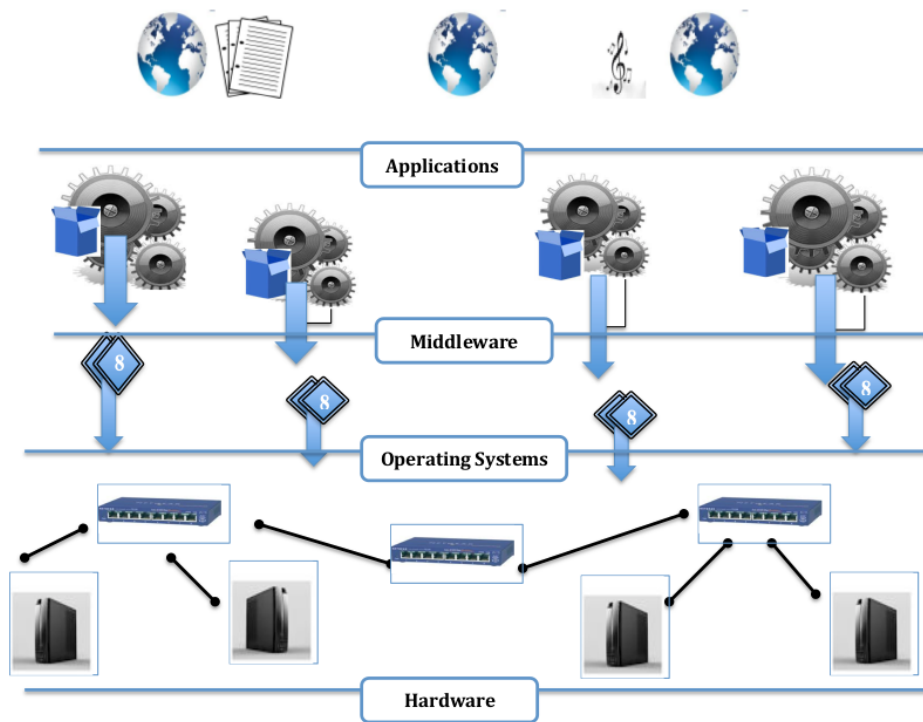 Applications
Middleware
8
8
8
8
Operating Systems
Hardware